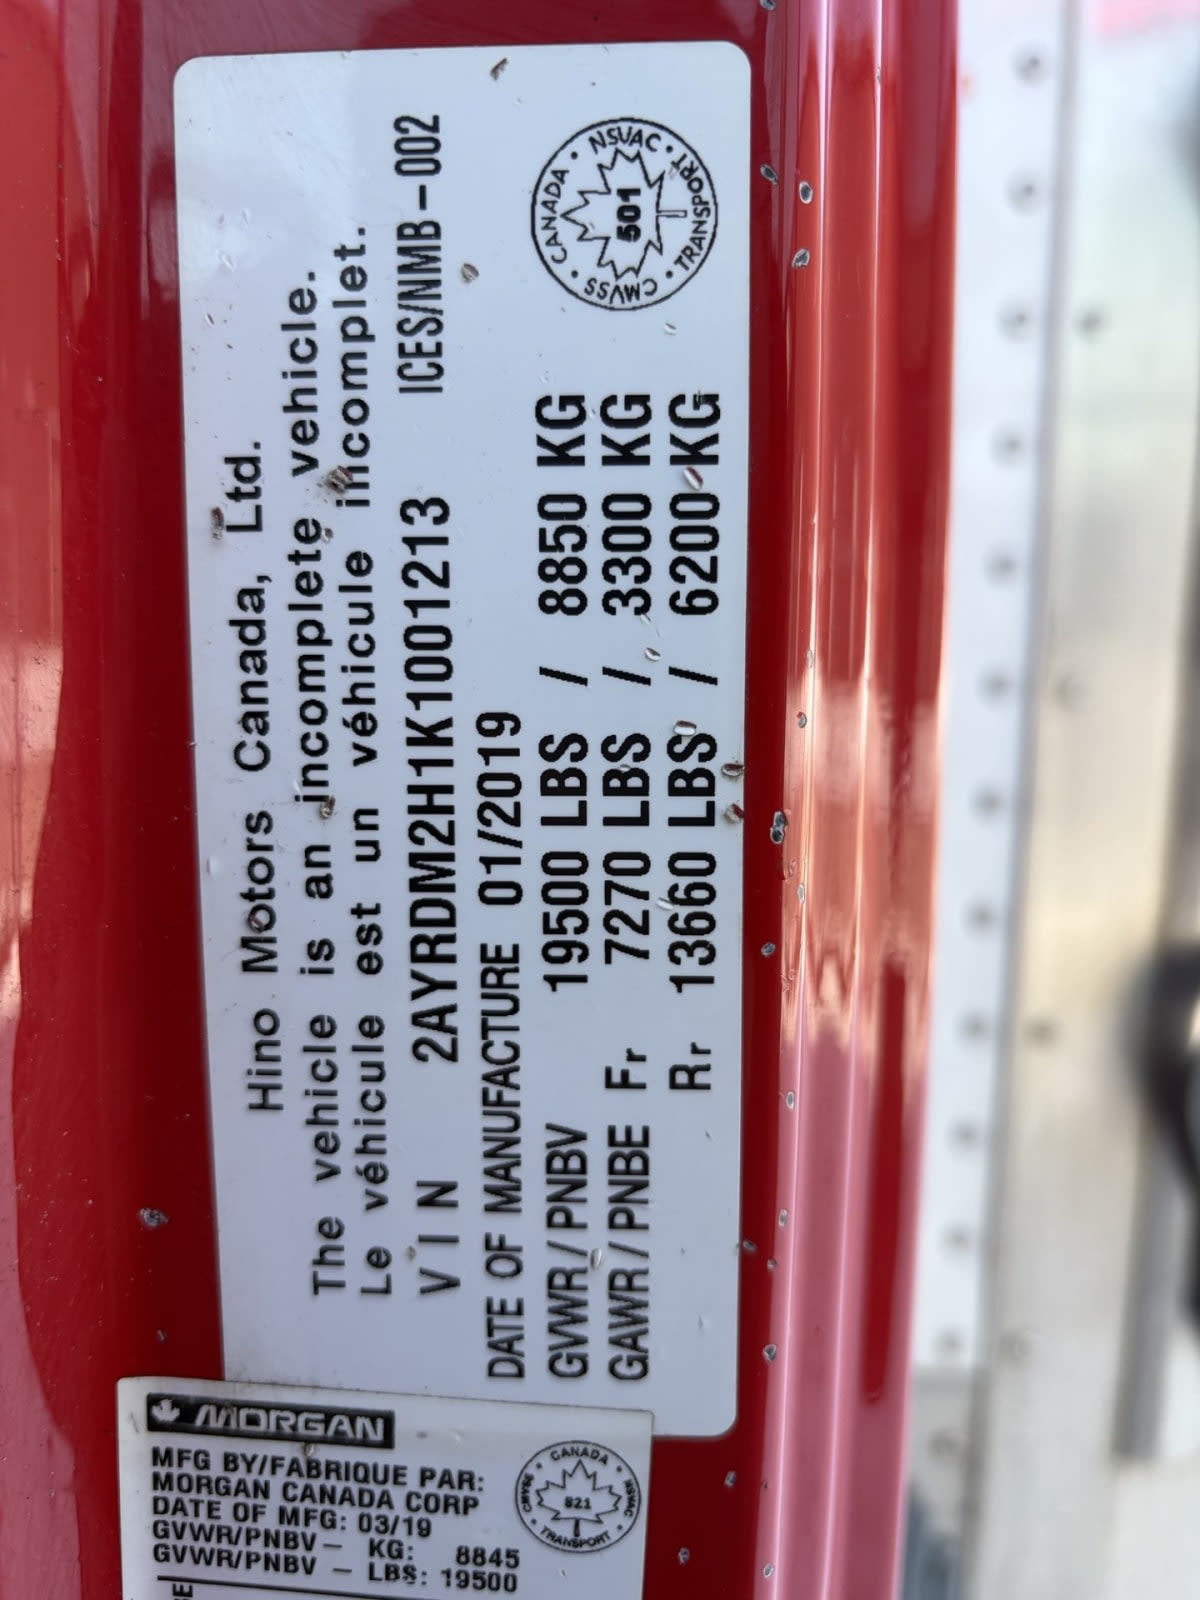 Hino Motors Canada, Ltd.
The vehicle is an incomplete vehicle.
Le véhicule est un véhicule incomplet.
VIN 2AYRDM2H1K1001213 ICES/NMB-002
DATE OF MANUFACTURE 01/2019
GVWR/PNBV 19500 LBS / 8850 KG
GAWR/PNBE Fr 7270 LBS / 3300 KG
Rr 13660 LBS / 6200 KG
CANADA • NSVAC • TRANSPORT • CMVSS •
501
MORGAN
MFG BY/FABRIQUE PAR:
MORGAN CANADA CORP
DATE OF MFG: 03/19
GVWR/PNBV - KG: 8845
GVWR/PNBV - LBS: 19500
CANADA • NSVAC • TRANSPORT • CMVSS •
821